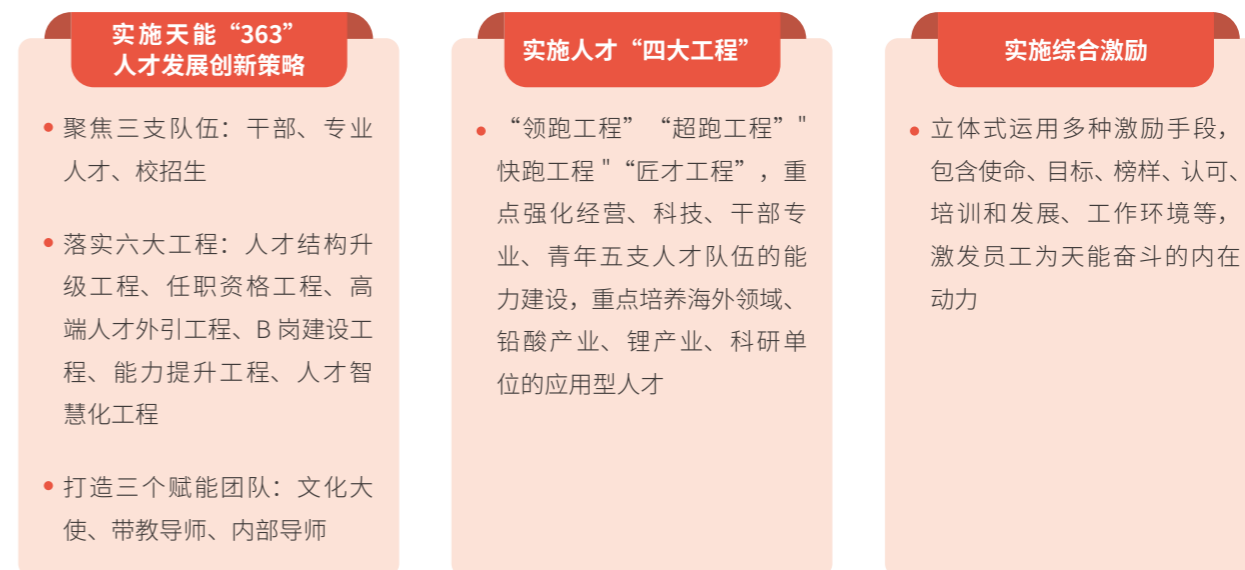 实施天能“363”
人才发展创新策略
聚焦三支队伍：干部、专业
人才、校招生
落实六大工程：人才结构升
级工程、任职资格工程、高
端人才外引工程、B 岗建设工
程、能力提升工程、人才智
慧化工程
打造三个赋能团队：文化大
使、带教导师、内部导师
实施人才“四大工程”
“领跑工程”“超跑工程”"
快跑工程 "“匠才工程”，重
点强化经营、科技、干部专
业、青年五支人才队伍的能
力建设，重点培养海外领域、
铅酸产业、锂产业、科研单
位的应用型人才
实施综合激励
立体式运用多种激励手段，
包含使命、目标、榜样、认可、
培训和发展、工作环境等，
激发员工为天能奋斗的内在
动力